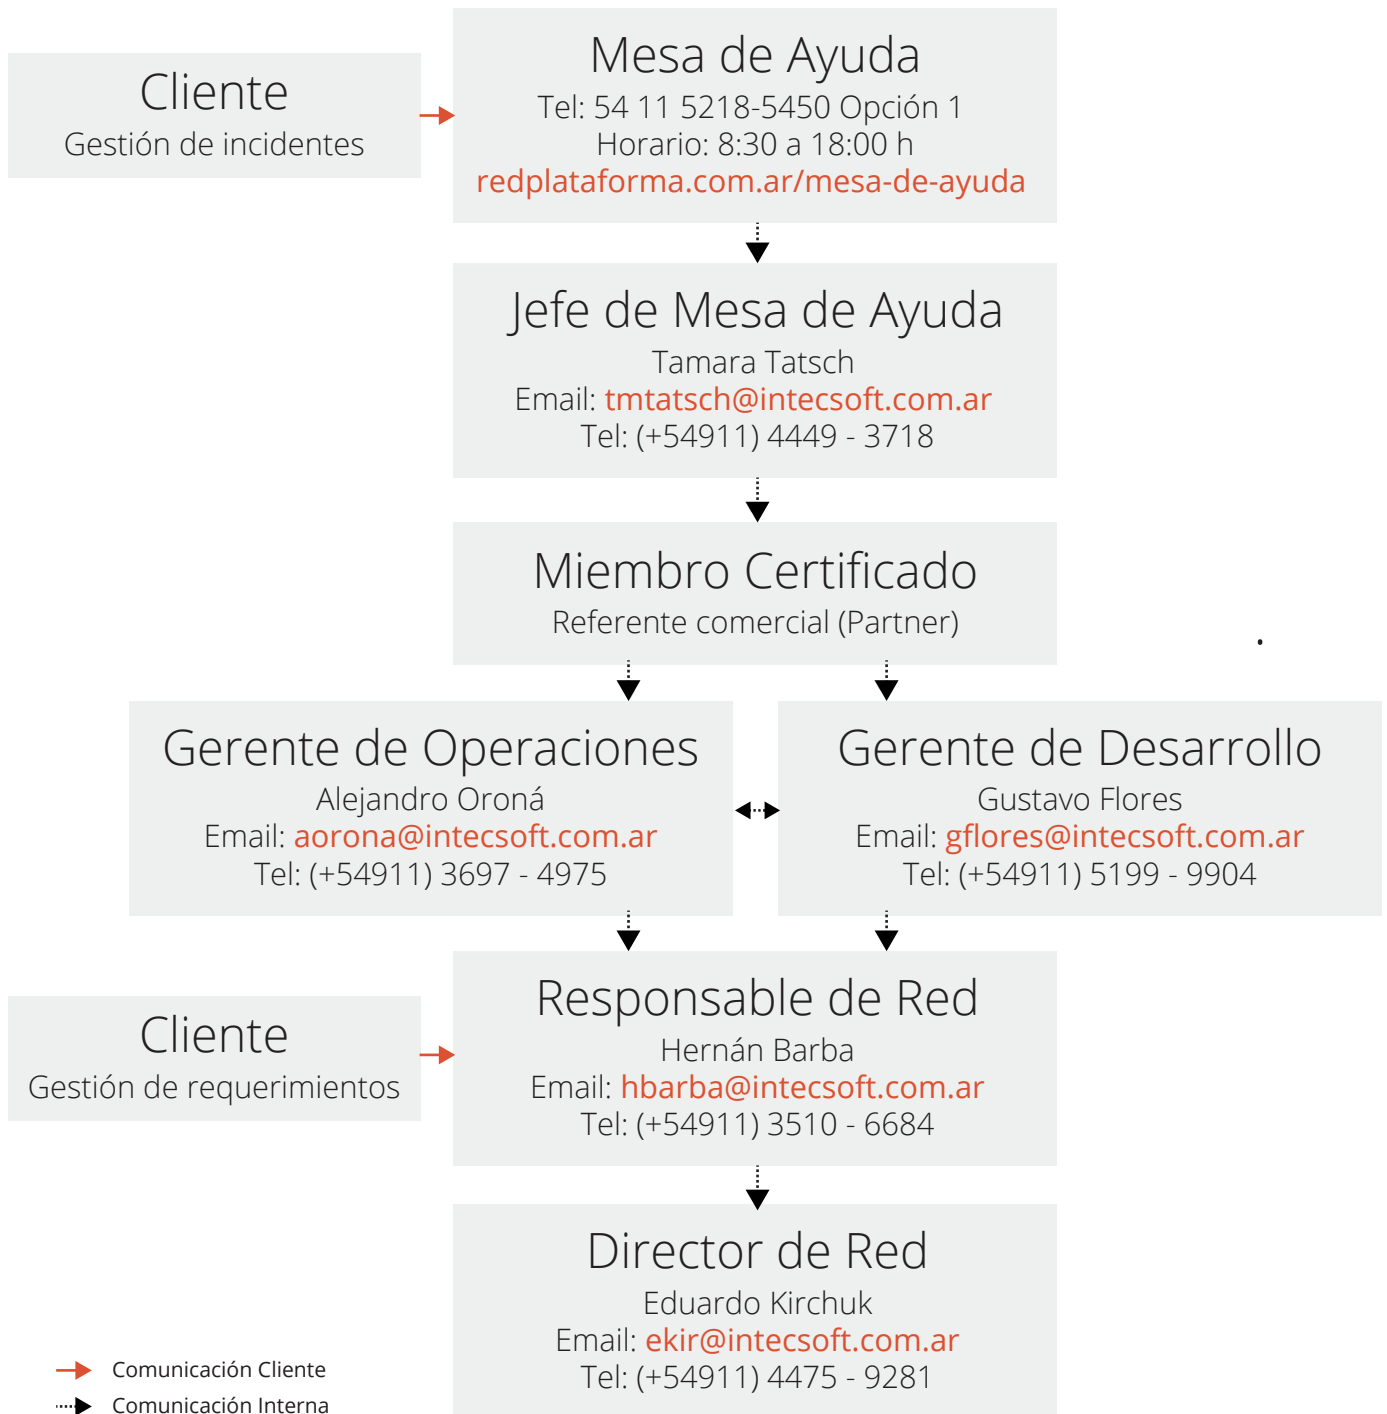 Cliente
Gestión de incidentes
Mesa de Ayuda
Tel: 54 11 5218-5450 Opción 1
Horario: 8:30 a 18:00 h
redplataforma.com.ar/mesa-de-ayuda
Jefe de Mesa de Ayuda
Tamara Tatsch
Email: tmtatsch@intecsoft.com.ar
Tel: (+54911) 4449 - 3718
Miembro Certificado
Referente comercial (Partner)
Gerente de Operaciones
Alejandro Oroná
Email: aorona@intecsoft.com.ar
Tel: (+54911) 3697 - 4975
Gerente de Desarrollo
Gustavo Flores
Email: gflores@intecsoft.com.ar
Tel: (+54911) 5199 - 9904
Cliente
Gestión de requerimientos
Responsable de Red
Hernán Barba
Email: hbarba@intecsoft.com.ar
Tel: (+54911) 3510 - 6684
Director de Red
Eduardo Kirchuk
Email: ekir@intecsoft.com.ar
Tel: (+54911) 4475 - 9281
Comunicación Cliente
Comunicación Interna